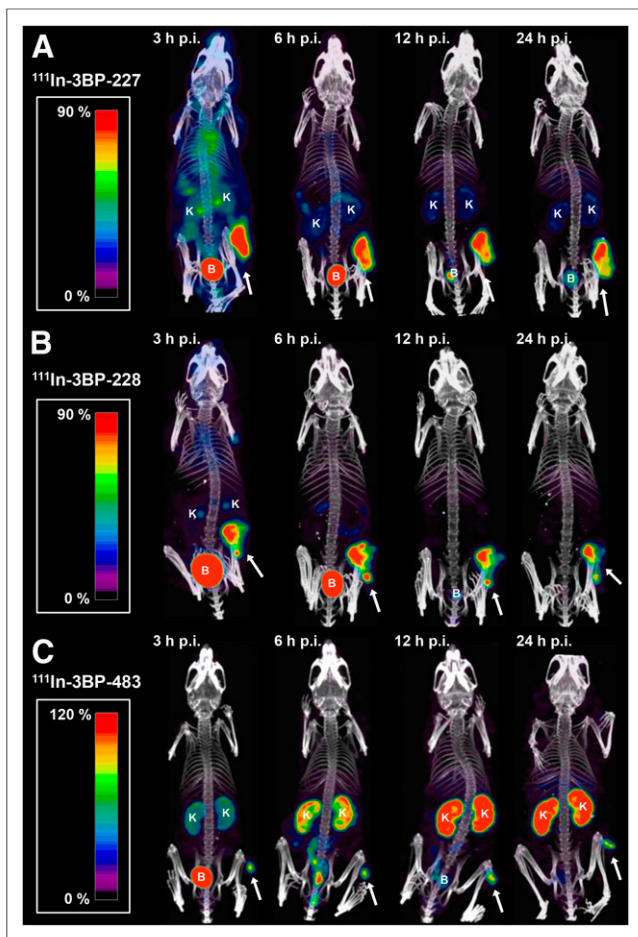 A
3 h p.i. 6 h p.i. 12 h p.i. 24 h p.i.
¹¹¹In-3BP-227
90 %
0 %
K K K K K K K K
B B B B
B
3 h p.i. 6 h p.i. 12 h p.i. 24 h p.i.
¹¹¹In-3BP-228
90 %
0 %
K K
B B B
C
3 h p.i. 6 h p.i. 12 h p.i. 24 h p.i.
¹¹¹In-3BP-483
120 %
0 %
K K K K K K K K
B B